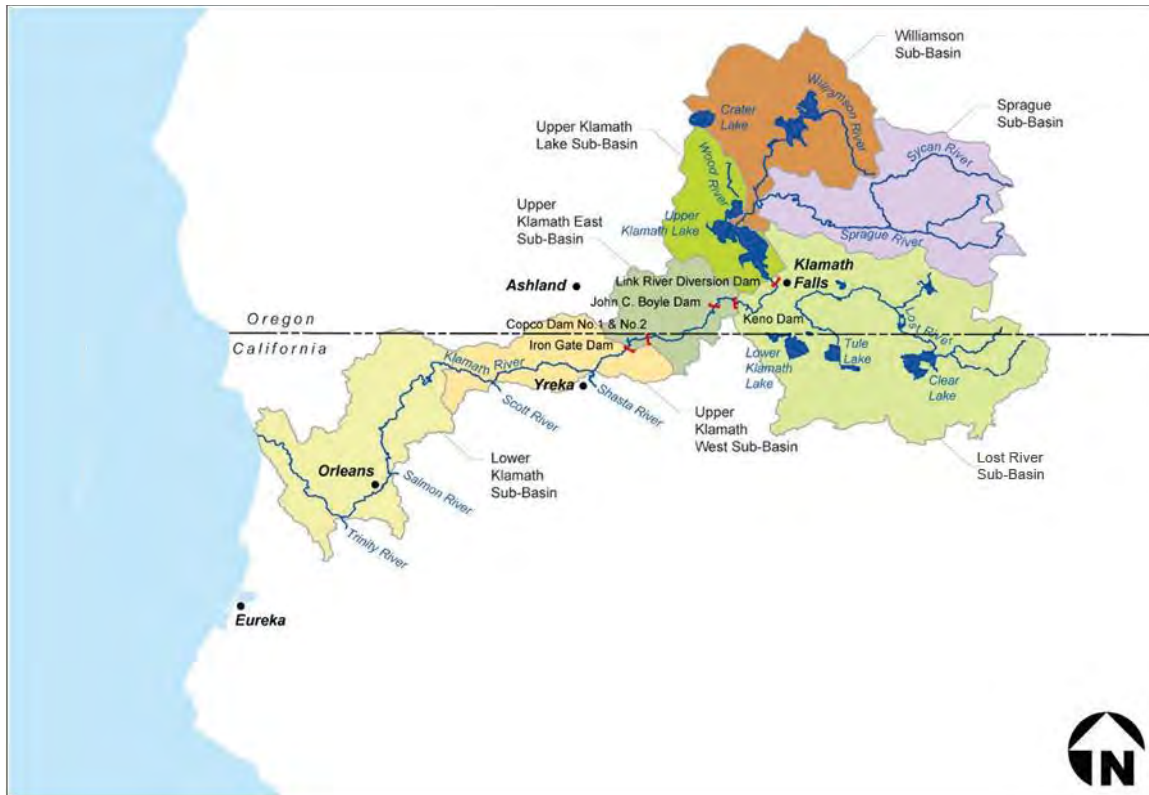 Williamson
Sub-Basin
Williamson River
Crater
Lake
Sprague
Sub-Basin
Upper Klamath
Lake Sub-Basin
Sycan River
Wood River
Upper
Klamath East
Sub-Basin
Upper
Klamath Lake
Sprague River
Link River Diversion Dam
Klamath
Falls
Ashland
John C. Boyle Dam
Lost River
Oregon
Copco Dam No.1 & No.2
Keno Dam
California
Iron Gate Dam
Lower
Klamath
Lake
Tule
Lake
Clear
Lake
Klamath River
Yreka
Scott River
Shasta River
Upper
Klamath
West Sub-Basin
Lost River
Sub-Basin
Lower
Klamath
Sub-Basin
Orleans
Salmon River
Trinity River
Eureka
N